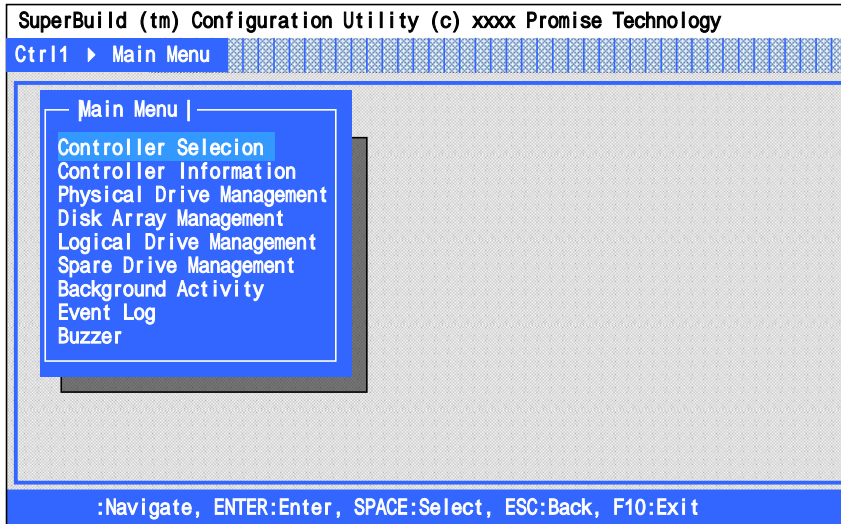 SuperBuild (tm) Configuration Utility (c) xxxx Promise Technology
Ctrl1 ▶ Main Menu
|Main Menu|
Controller Selecion
Controller Information
Physical Drive Management
Disk Array Management
Logical Drive Management
Spare Drive Management
Background Activity
Event Log
Buzzer
:Navigate, ENTER:Enter, SPACE:Select, ESC:Back, F10:Exit